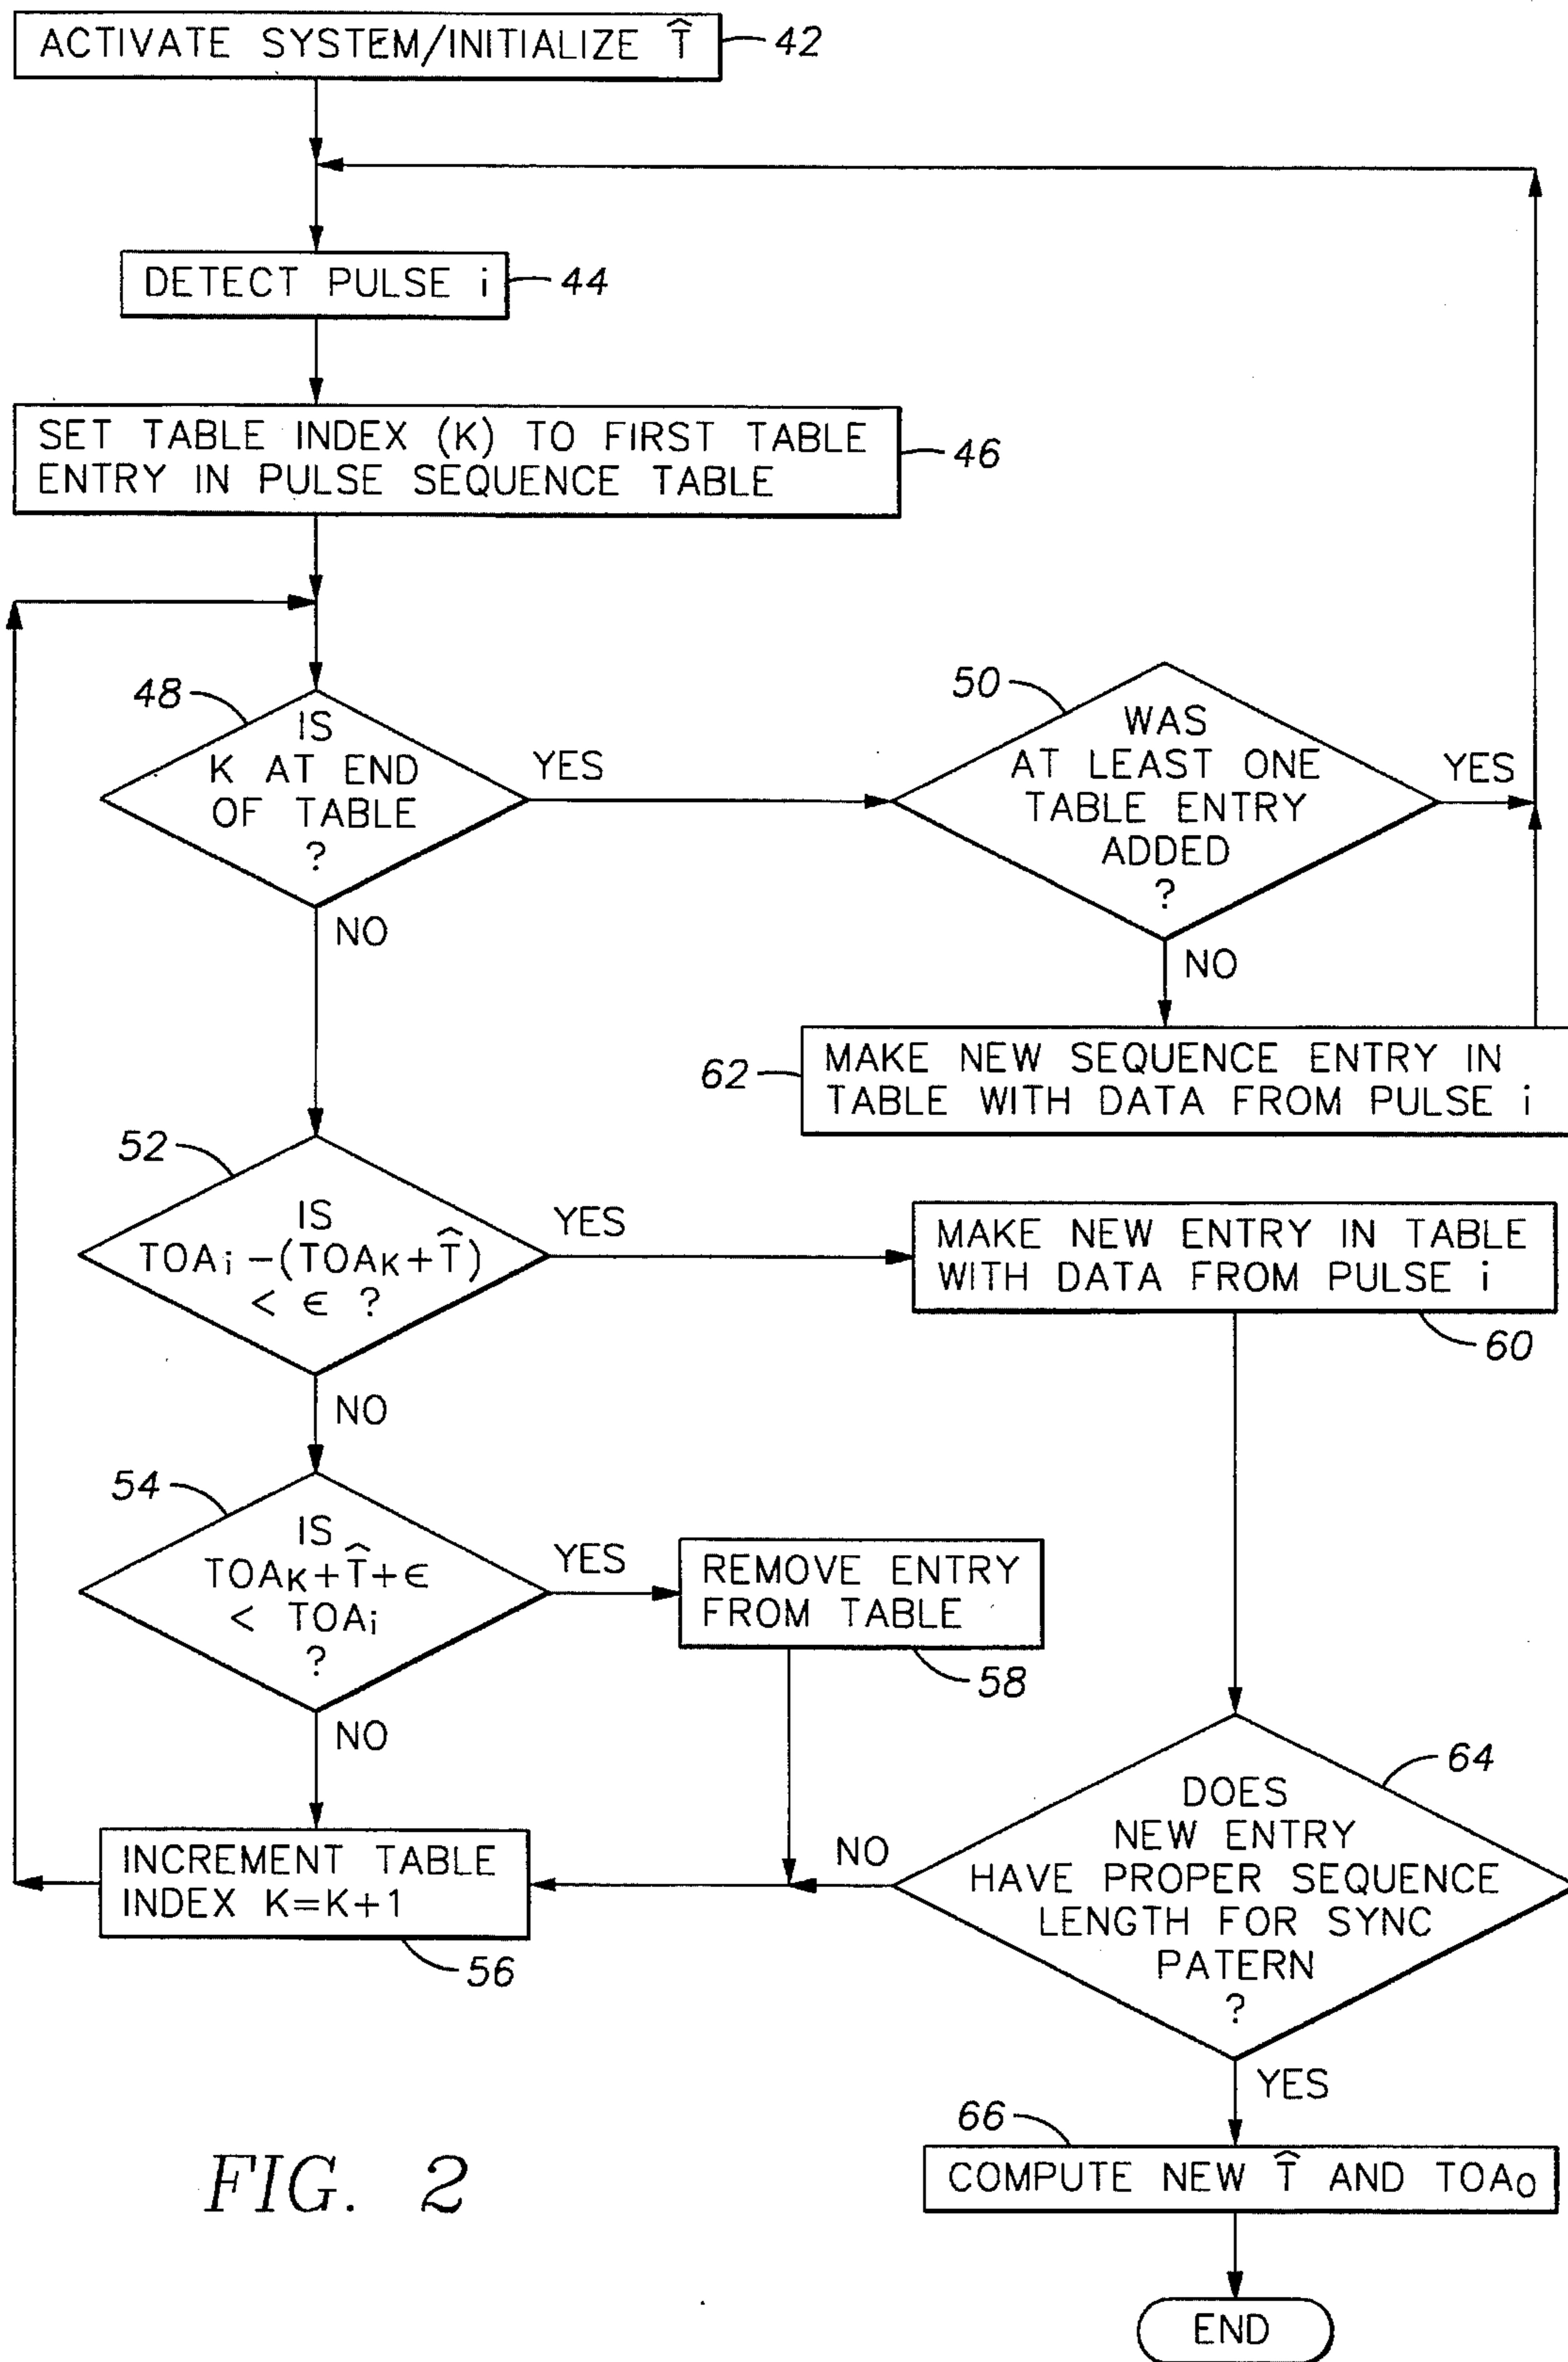 ACTIVATE SYSTEM/INITIALIZE T̂
42
DETECT PULSE i
44
SET TABLE INDEX (K) TO FIRST TABLE
ENTRY IN PULSE SEQUENCE TABLE
46
48
IS
K AT END
OF TABLE
?
YES
NO
50
WAS
AT LEAST ONE
TABLE ENTRY
ADDED
?
YES
NO
62
MAKE NEW SEQUENCE ENTRY IN
TABLE WITH DATA FROM PULSE i
52
IS
TOAi-(TOAK+T̂)
< ϵ ?
YES
NO
MAKE NEW ENTRY IN TABLE
WITH DATA FROM PULSE i
60
54
IS
TOAK+T̂+ϵ
< TOAi
?
YES
NO
REMOVE ENTRY
FROM TABLE
58
INCREMENT TABLE
INDEX K=K+1
56
64
DOES
NEW ENTRY
HAVE PROPER SEQUENCE
LENGTH FOR SYNC
PATERN
?
NO
YES
66
COMPUTE NEW T̂ AND TOA0
END
FIG. 2